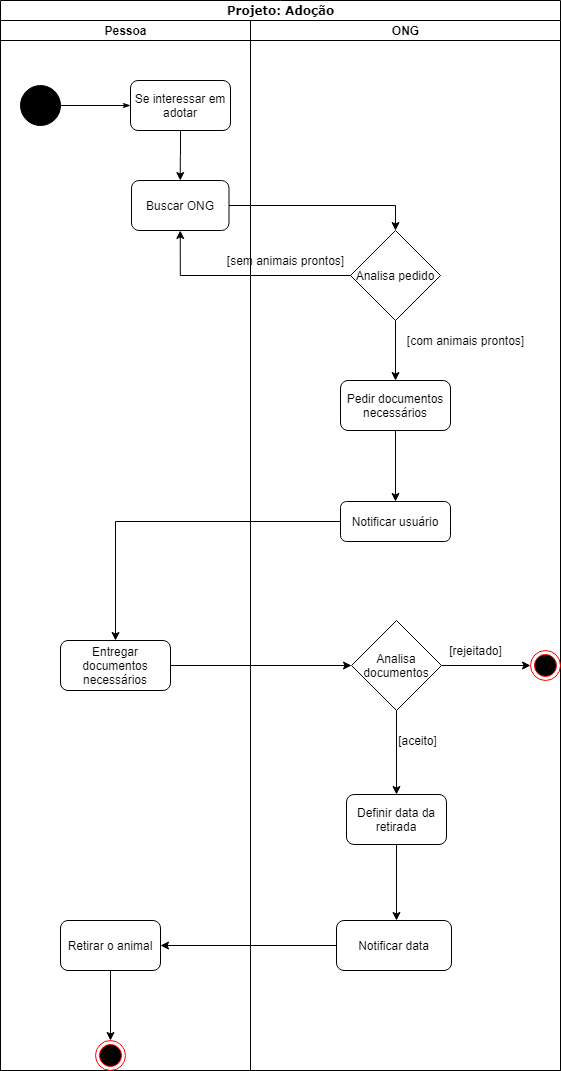 Projeto: Adoção
Pessoa
ONG
Se interessar em
adotar
Buscar ONG
[sem animais prontos]
Analisa pedido
[com animais prontos]
Pedir documentos
necessários
Notificar usuário
Entregar
documentos
necessários
Analisa
documentos
[rejeitado]
[aceito]
Definir data da
retirada
Retirar o animal
Notificar data